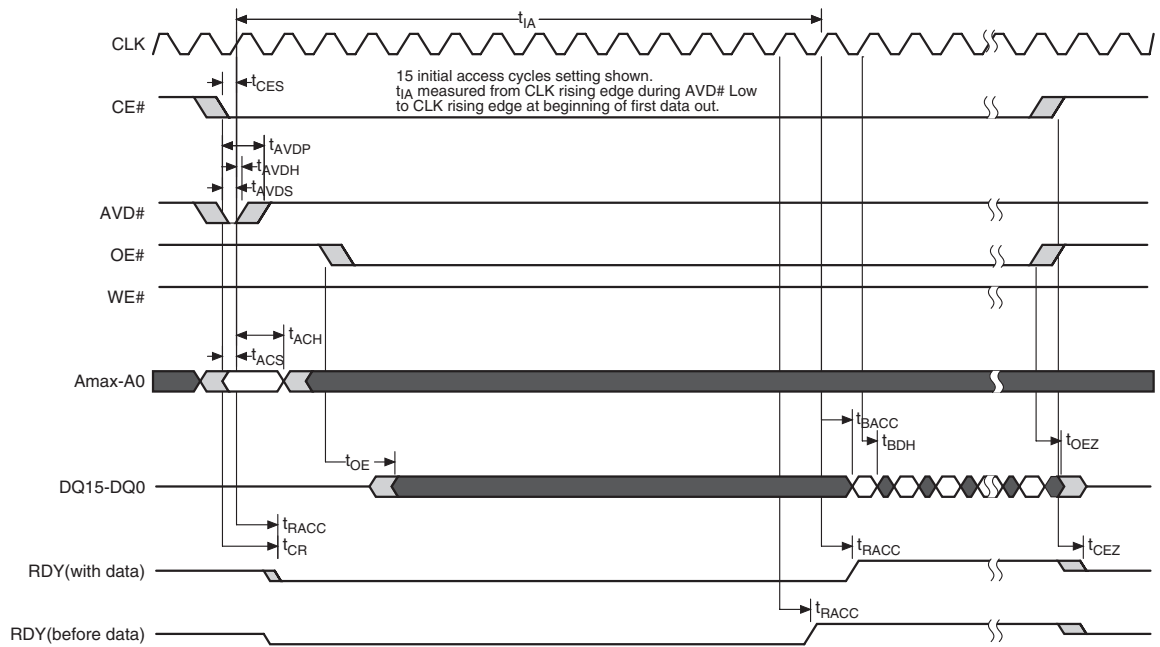 tIA
CLK
tCES
15 initial access cycles setting shown.
tIA measured from CLK rising edge during AVD# Low
to CLK rising edge at beginning of first data out.
CE#
tAVDP
tAVDH
tAVDS
AVD#
OE#
WE#
tACH
tACS
Amax-A0
tBACC
tBDH
tOEZ
tOE
DQ15-DQ0
tRACC
tCR
tRACC
tCEZ
RDY(with data)
tRACC
RDY(before data)